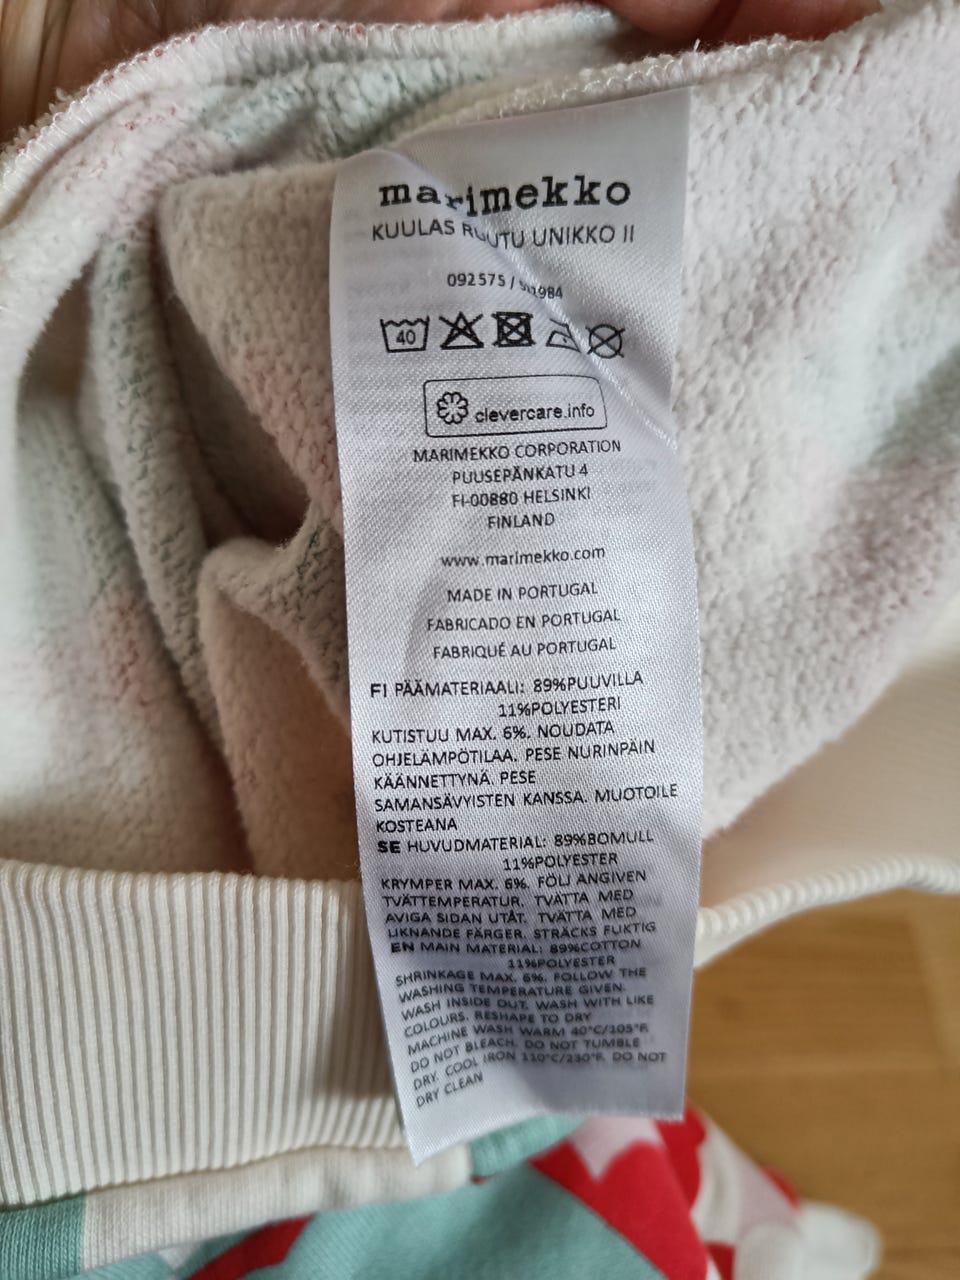 marimekko
KUULAS RUUTU UNIKKO II
092575 /
40
clevercare.info
MARIMEKKO CORPORATION
PUUSEPÄNKATU 4
FI-00880 HELSINKI
FINLAND
www.marimekko.com
MADE IN PORTUGAL
FABRICADO EN PORTUGAL
FABRIQUÉ AU PORTUGAL
FI PÄÄMATERIAALI: 89%PUUVILLA
11%POLYESTERI
KUTISTUU MAX. 6%. NOUDATA
OHJELÄMPÖTILAA. PESE NURINPÄIN
KÄÄNNETTYNÄ. PESE
SAMANSÄVYISTEN KANSSA. MUOTOILE
KOSTEANA
SE HUVUDMATERIAL: 89%BOMULL
11%POLYESTER
KRYMPER MAX. 6%. FÖLJ ANGIVEN
TVÄTTEMPERATUR. TVÄTTA MED
AVIGA SIDAN UTÅT. TVÄTTA MED
LIKNANDE FÄRGER. STRÄCKS FUKTIG
EN MAIN MATERIAL: 89%COTTON
11%POLYESTER
SHRINKAGE MAX. 6%. FOLLOW THE
WASHING TEMPERATURE GIVEN.
WASH INSIDE OUT. WASH WITH LIKE
COLOURS. RESHAPE TO DRY
MACHINE WASH WARM 40°C/105°F.
DO NOT BLEACH. DO NOT TUMBLE
DRY. COOL IRON 110°C/230°F. DO NOT
DRY CLEAN